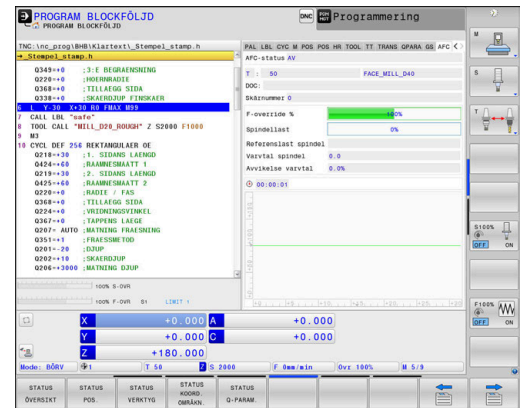 PROGRAM BLOCKFÖLJD
PROGRAM BLOCKFÖLJD
DNC
Programmering
TNC:\nc_prog\BHB\Klartext\_Stempel_stamp.h
→_Stempel_stamp.h
Q349=+0 ;3:E BEGRAENSNING
Q220=+0 ;HOERNRADIE
Q368=+0 ;TILLAEGG SIDA
Q338=+0 ;SKAERDJUP FINSKAER
6 L Y-30 X+30 R0 FMAX M99
7 CALL LBL "safe"
8 TOOL CALL "MILL_D20_ROUGH" Z S2000 F1000
9 M3
10 CYCL DEF 256 REKTANGULAER OE
Q218=+30 ;1. SIDANS LAENGD
Q424=+60 ;RAAMNESMAATT 1
Q219=+30 ;2. SIDANS LAENGD
Q425=+60 ;RAAMNESMAATT 2
Q220=+0 ;RADIE / FAS
Q368=+0 ;TILLAEGG SIDA
Q224=+0 ;VRIDNINGSVINKEL
Q367=+0 ;TAPPENS LAEGE
Q207= AUTO ;MATNING FRAESNING
Q351=+1 ;FRAESSMETOD
Q201=-20 ;DJUP
Q202=+10 ;SKAERDJUP
Q206=+3000 ;MATNING DJUP
100% S-OVR
100% F-OVR S1 LIMIT 1
PAL LBL CYC M POS POS HR TOOL TT TRANS QPARA GS AFC
AFC-status AV
T : 50 FACE_MILL_D40
DOC:
Skärnummer 0
F-override % 100%
Spindellast 0%
Referenslast spindel
Varvtal spindel 0.0
Avvikelse varvtal 0.0%
00:00:01
X +0.000 A +0.000
Y +0.000 C +0.000
Z +180.000
Mode: BÖRV 1 T 50 Z S 2000 F 0mm/min Ovr 100% M 5/9
STATUS ÖVERSIKT
STATUS POS.
STATUS VERKTYG
STATUS KOORD. OMRÄKN.
STATUS Q-PARAM.
M
S
T
S100%
OFF ON
F100%
OFF ON